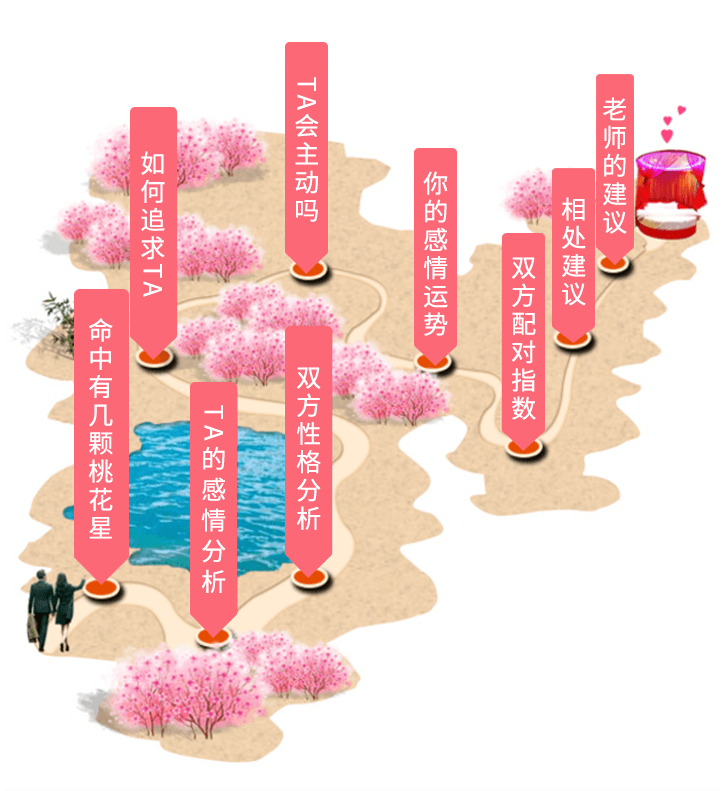 命中有几颗桃花星
TA的感情分析
双方性格分析
如何追求TA
TA会主动吗
你的感情运势
双方配对指数
相处建议
老师的建议